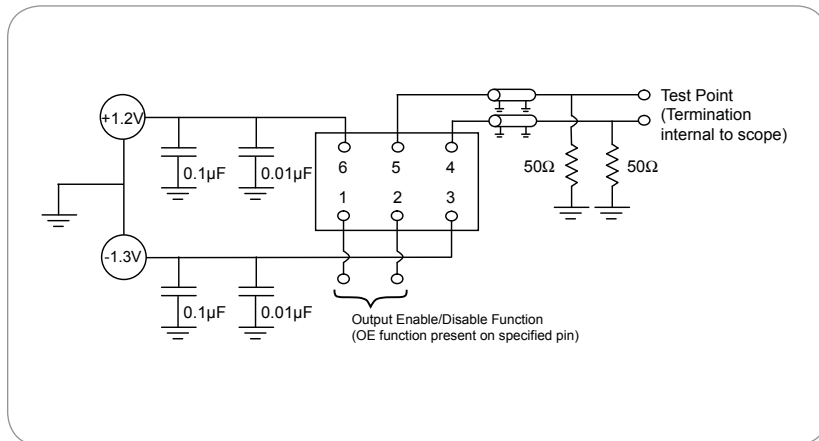 +1.2V
0.1µF
0.01µF
6 5 4
1 2 3
Test Point
(Termination
internal to scope)
50Ω
50Ω
-1.3V
0.1µF
0.01µF
Output Enable/Disable Function
(OE function present on specified pin)